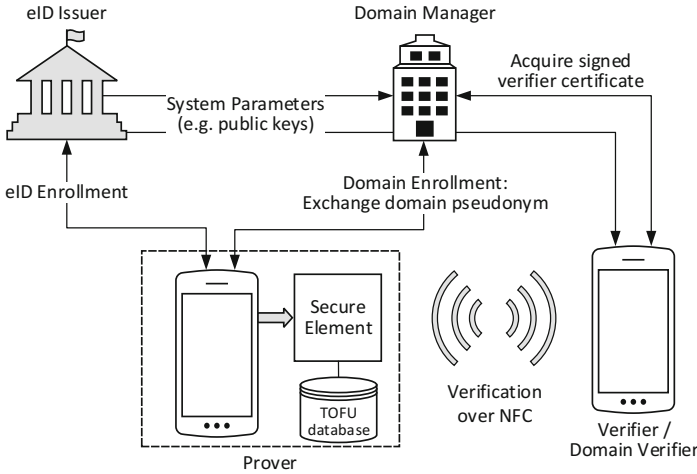 eID Issuer
Domain Manager
Acquire signed
verifier certificate
System Parameters
(e.g. public keys)
eID Enrollment
Domain Enrollment:
Exchange domain pseudonym
Secure
Element
TOFU
database
Prover
Verification
over NFC
Verifier /
Domain Verifier